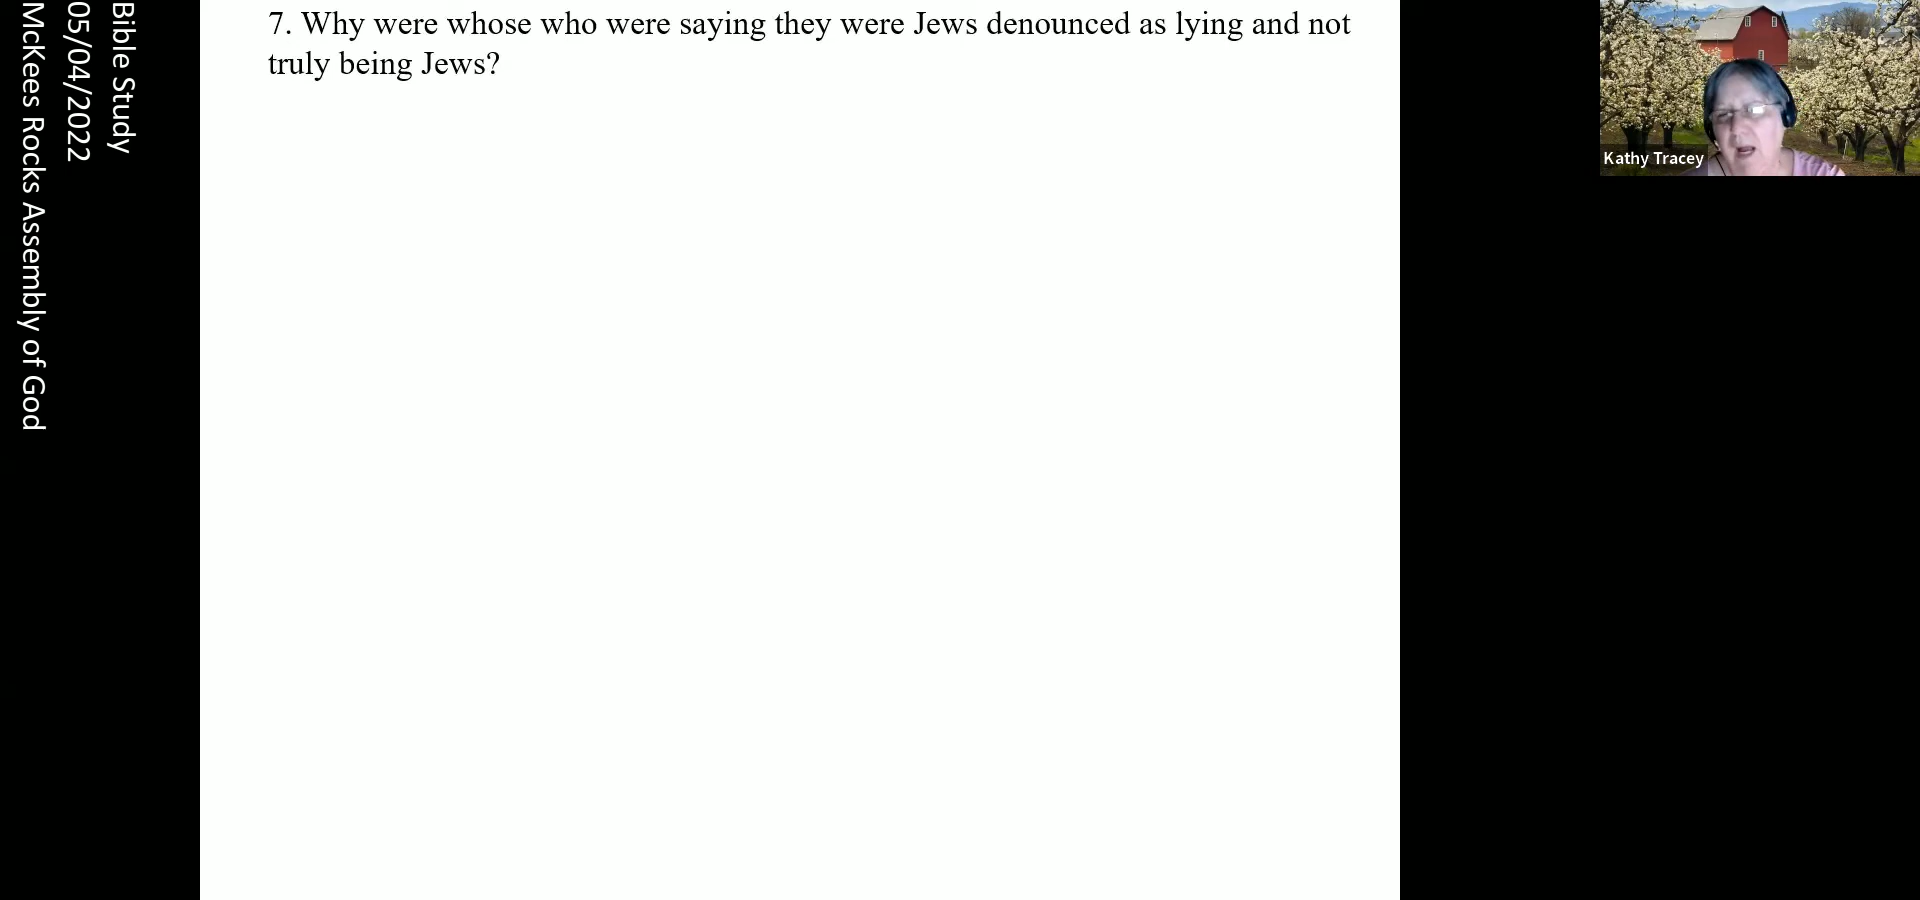 Bible Study
05/04/2022
McKees Rocks Assembly of God
7. Why were whose who were saying they were Jews denounced as lying and not
truly being Jews?
Kathy Tracey